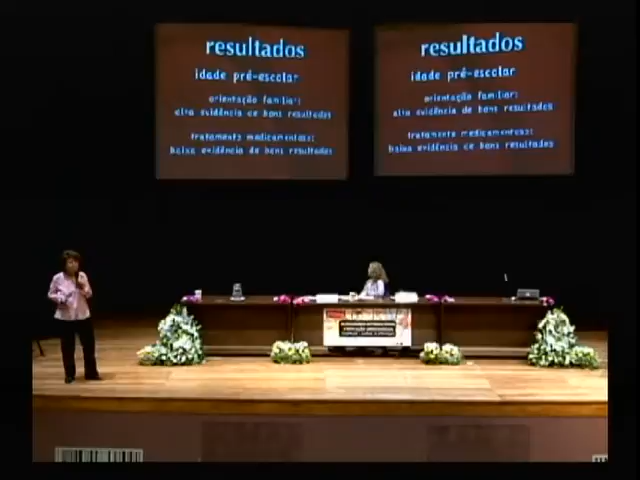 resultados
idade pré-escolar
orientação familiar:
alta evidência de bons resultados
tratamento medicamentoso:
baixa evidência de bons resultados
resultados
idade pré-escolar
orientação familiar:
alta evidência de bons resultados
tratamento medicamentoso:
baixa evidência de bons resultados